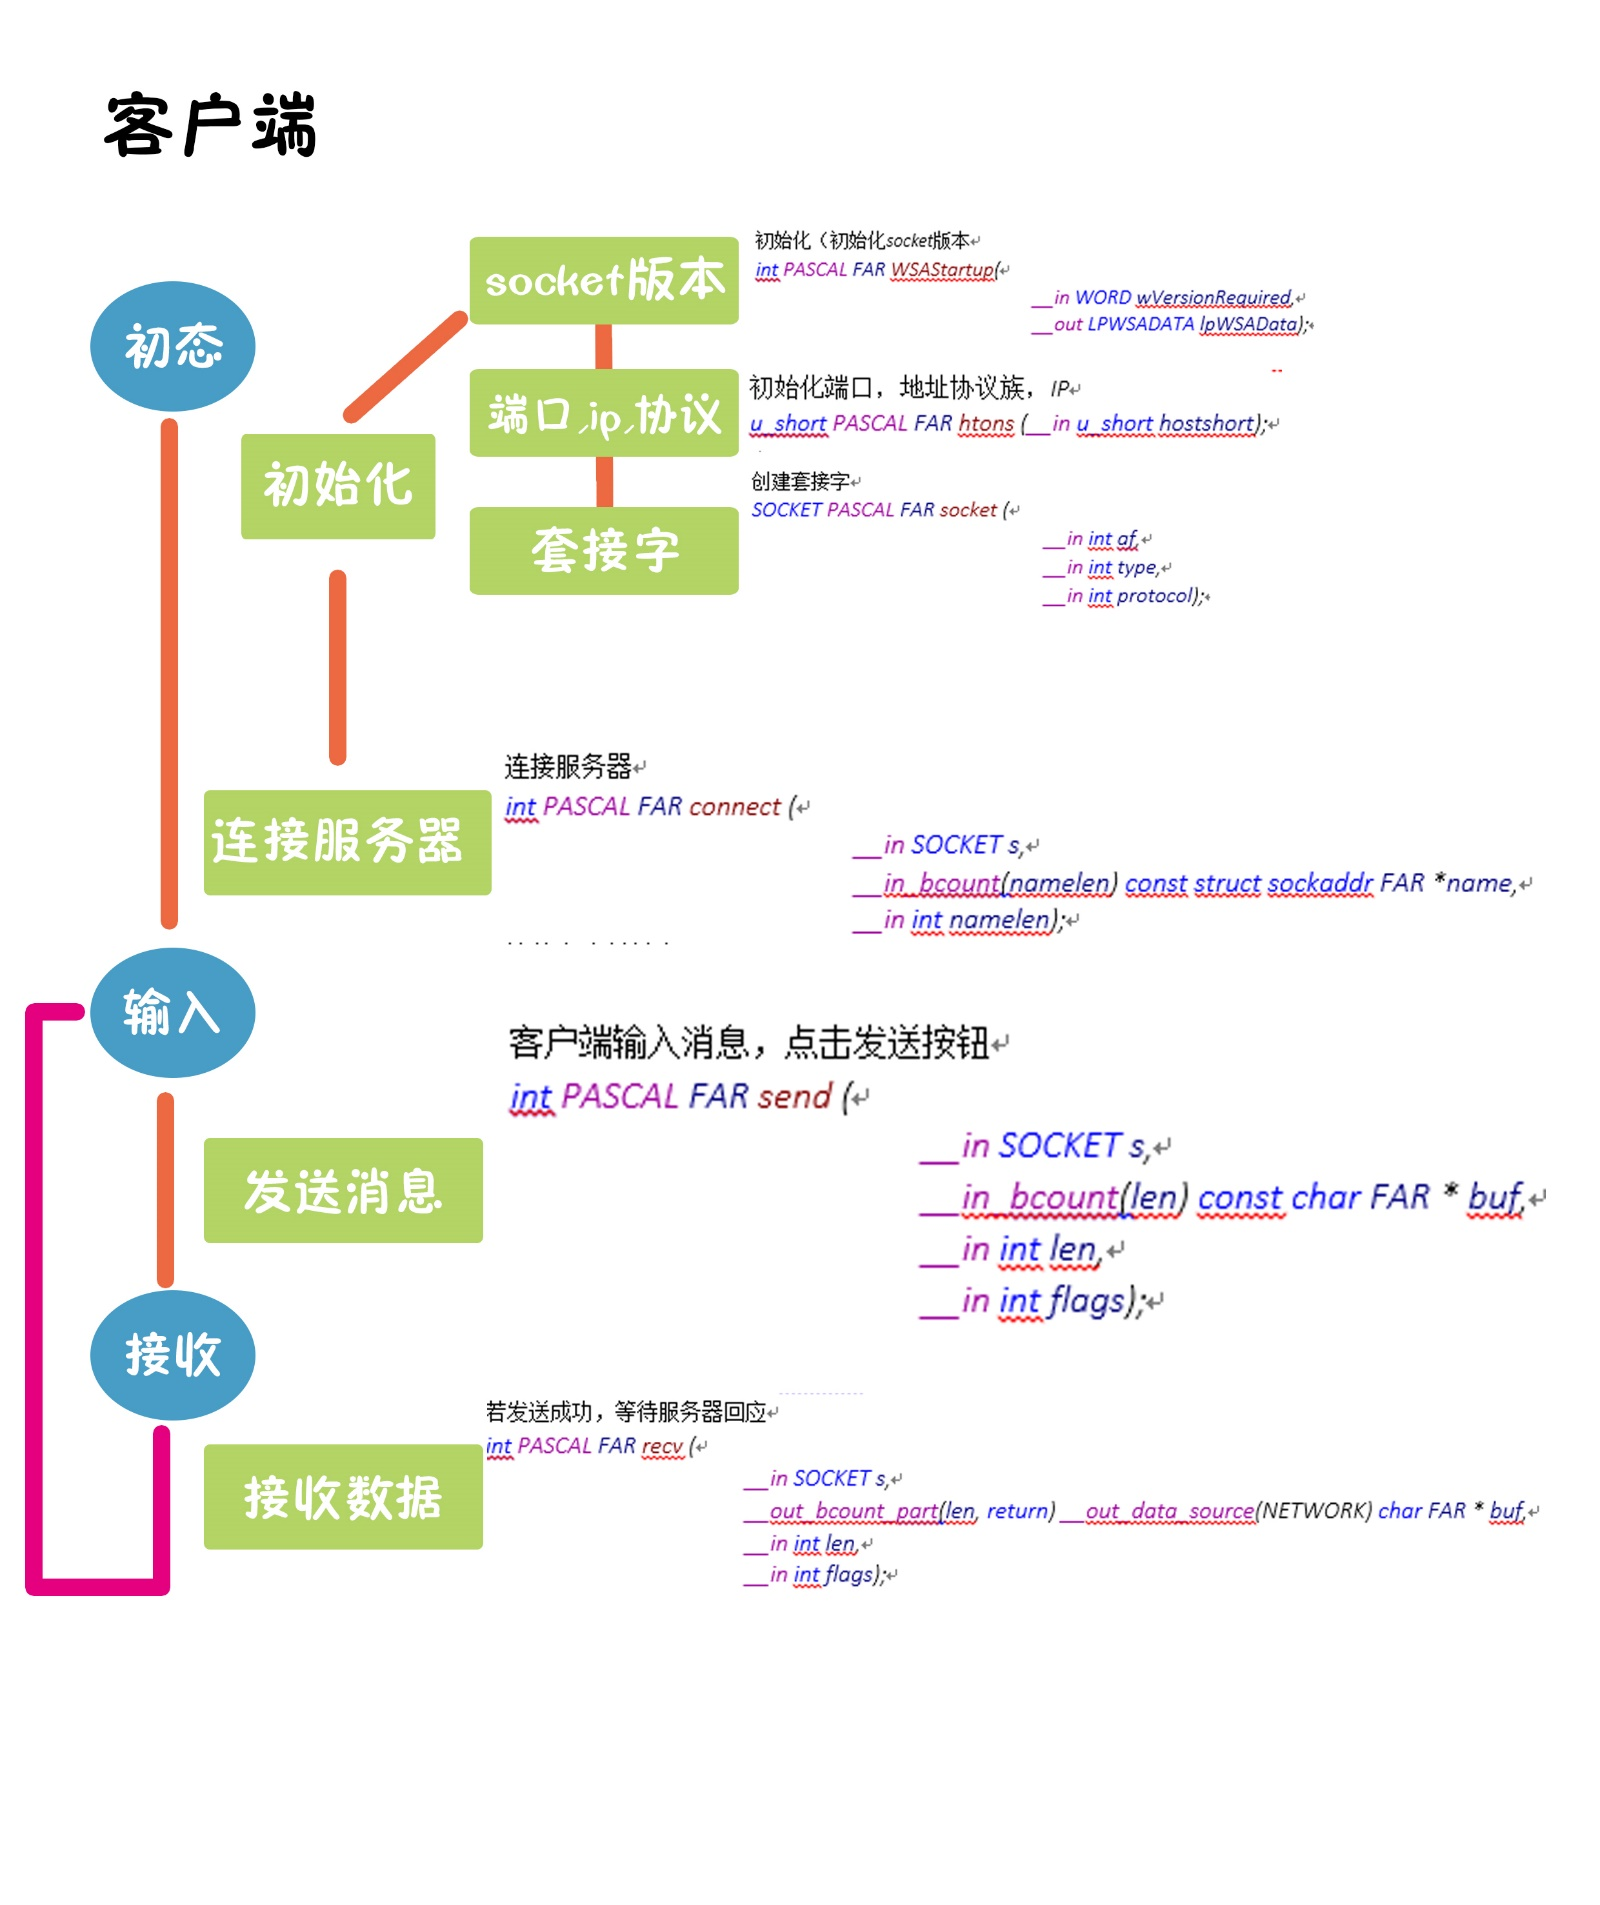 客户端
初态
初始化
socket版本
初始化（初始化socket版本
int PASCAL FAR WSAStartup(
__in WORD wVersionRequired,
__out LPWSADATA lpWSAData);
端口,ip,协议
初始化端口，地址协议族，IP
u_short PASCAL FAR htons (__in u_short hostshort);
套接字
创建套接字
SOCKET PASCAL FAR socket (
__in int af,
__in int type,
__in int protocol);
连接服务器
连接服务器
int PASCAL FAR connect (
__in SOCKET s,
__in_bcount(namelen) const struct sockaddr FAR *name,
__in int namelen);
输入
发送消息
客户端输入消息，点击发送按钮
int PASCAL FAR send (
__in SOCKET s,
__in_bcount(len) const char FAR * buf,
__in int len,
__in int flags);
接收
接收数据
若发送成功，等待服务器回应
int PASCAL FAR recv (
__in SOCKET s,
__out_bcount_part(len, return) __out_data_source(NETWORK) char FAR * buf,
__in int len,
__in int flags);